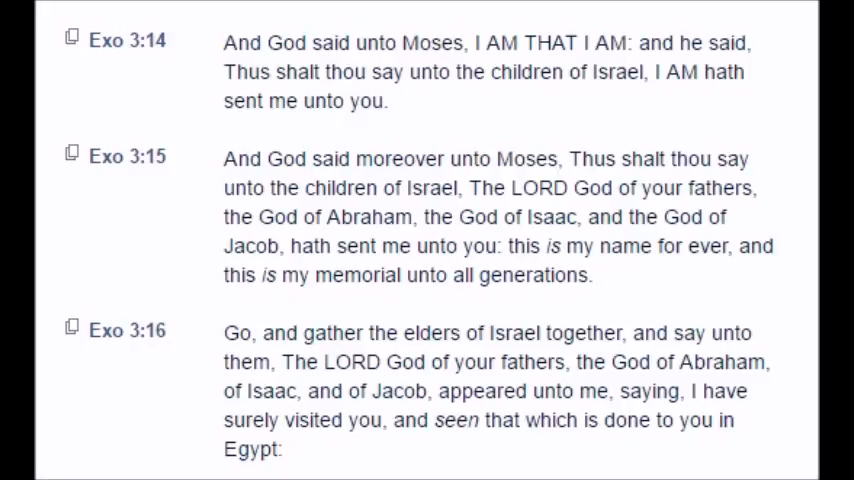 Exo 3:14 And God said unto Moses, I AM THAT I AM: and he said,
Thus shalt thou say unto the children of Israel, I AM hath
sent me unto you.
Exo 3:15 And God said moreover unto Moses, Thus shalt thou say
unto the children of Israel, The LORD God of your fathers,
the God of Abraham, the God of Isaac, and the God of
Jacob, hath sent me unto you: this is my name for ever, and
this is my memorial unto all generations.
Exo 3:16 Go, and gather the elders of Israel together, and say unto
them, The LORD God of your fathers, the God of Abraham,
of Isaac, and of Jacob, appeared unto me, saying, I have
surely visited you, and seen that which is done to you in
Egypt: